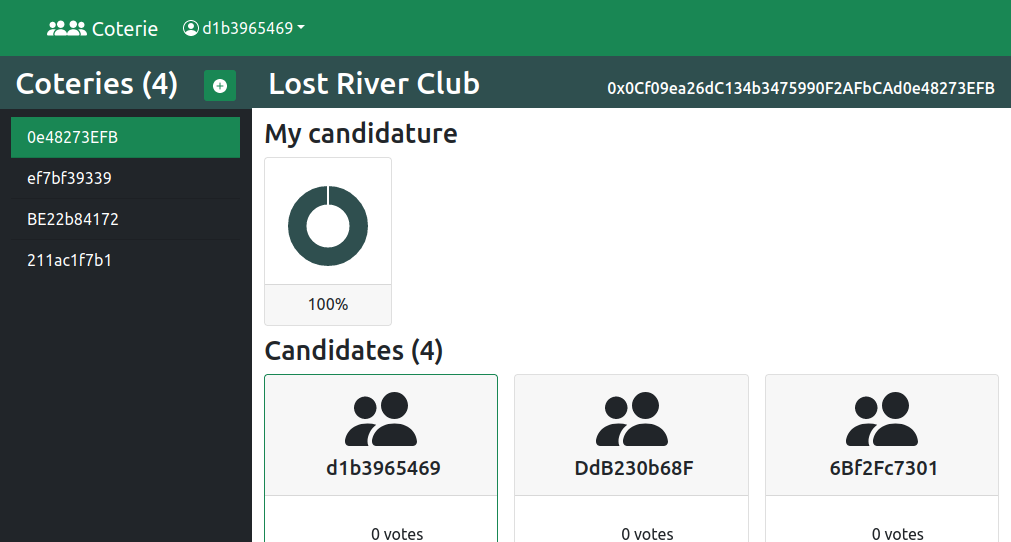 Coterie d1b3965469
Coteries (4)
Lost River Club 0x0Cf09ea26dC134b3475990F2AFbCAd0e48273EFB
0e48273EFB
ef7bf39339
BE22b84172
211ac1f7b1
My candidature
100%
Candidates (4)
d1b3965469 DdB230b68F 6Bf2Fc7301
0 votes 0 votes 0 votes